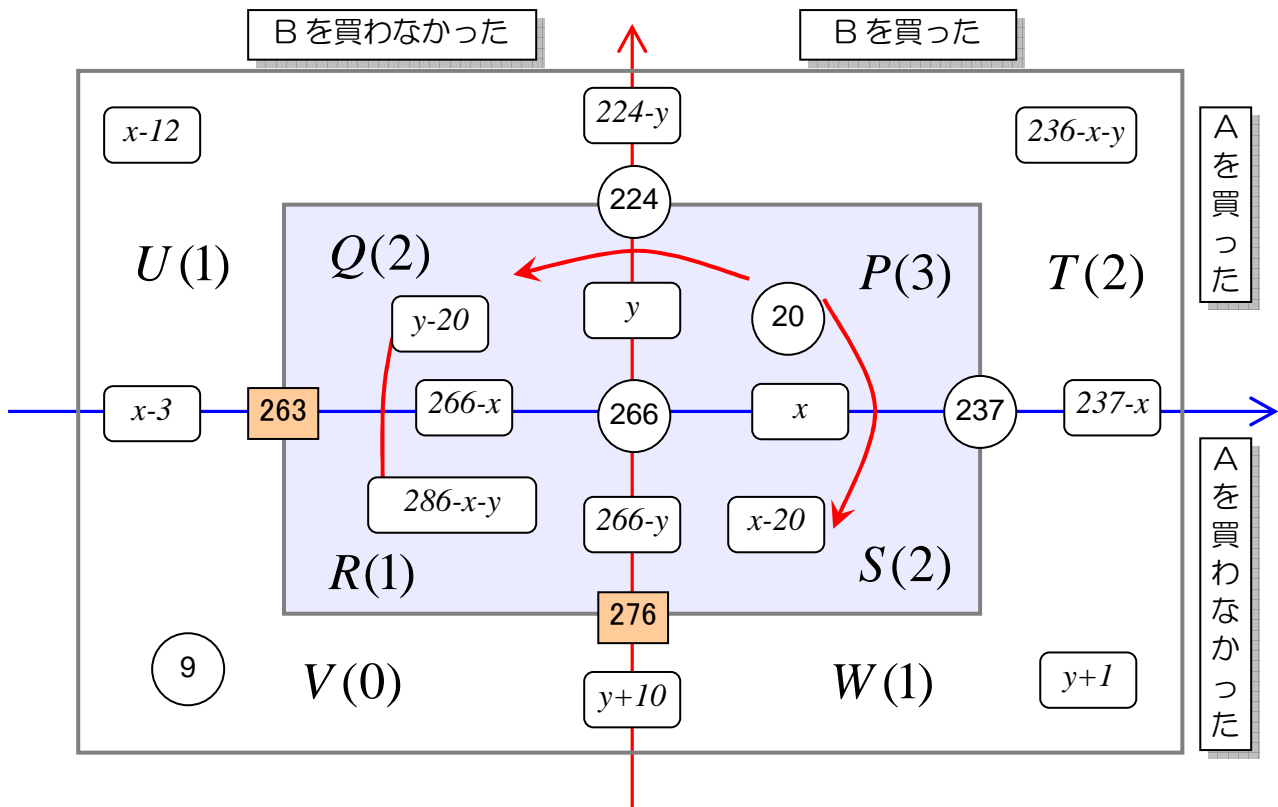 Bを買わなかった
Bを買った
x-12
224-y
236-x-y
Aを買った
224
U(1)
Q(2)
P(3)
T(2)
y-20
y
20
x-3
263
266-x
266
x
237
237-x
286-x-y
266-y
x-20
R(1)
S(2)
276
9
V(0)
y+10
W(1)
y+1
Aを買わなかった